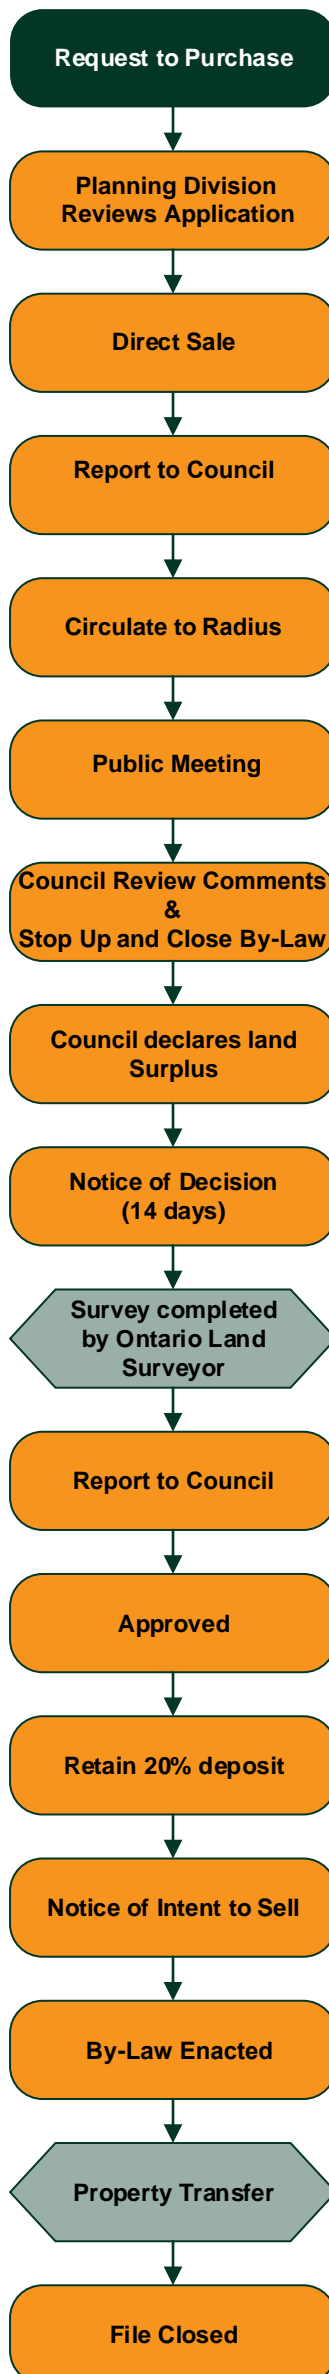 Request to Purchase
Planning Division
Reviews Application
Direct Sale
Report to Council
Circulate to Radius
Public Meeting
Council Review Comments
&
Stop Up and Close By-Law
Council declares land
Surplus
Notice of Decision
(14 days)
Survey completed
by Ontario Land
Surveyor
Report to Council
Approved
Retain 20% deposit
Notice of Intent to Sell
By-Law Enacted
Property Transfer
File Closed